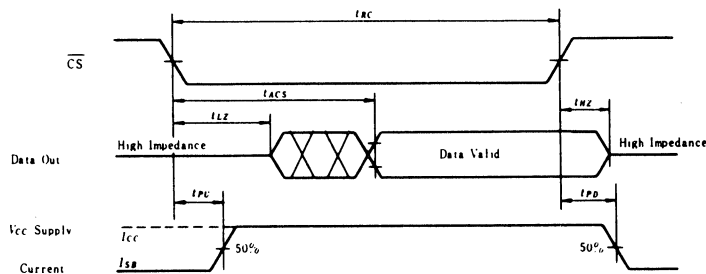 tRC
CS
tACS
tLZ
tHZ
High Impedance
Data Valid
High Impedance
Data Out
tPU
tPD
Vcc Supply
Icc
50%
50%
Current
ISB